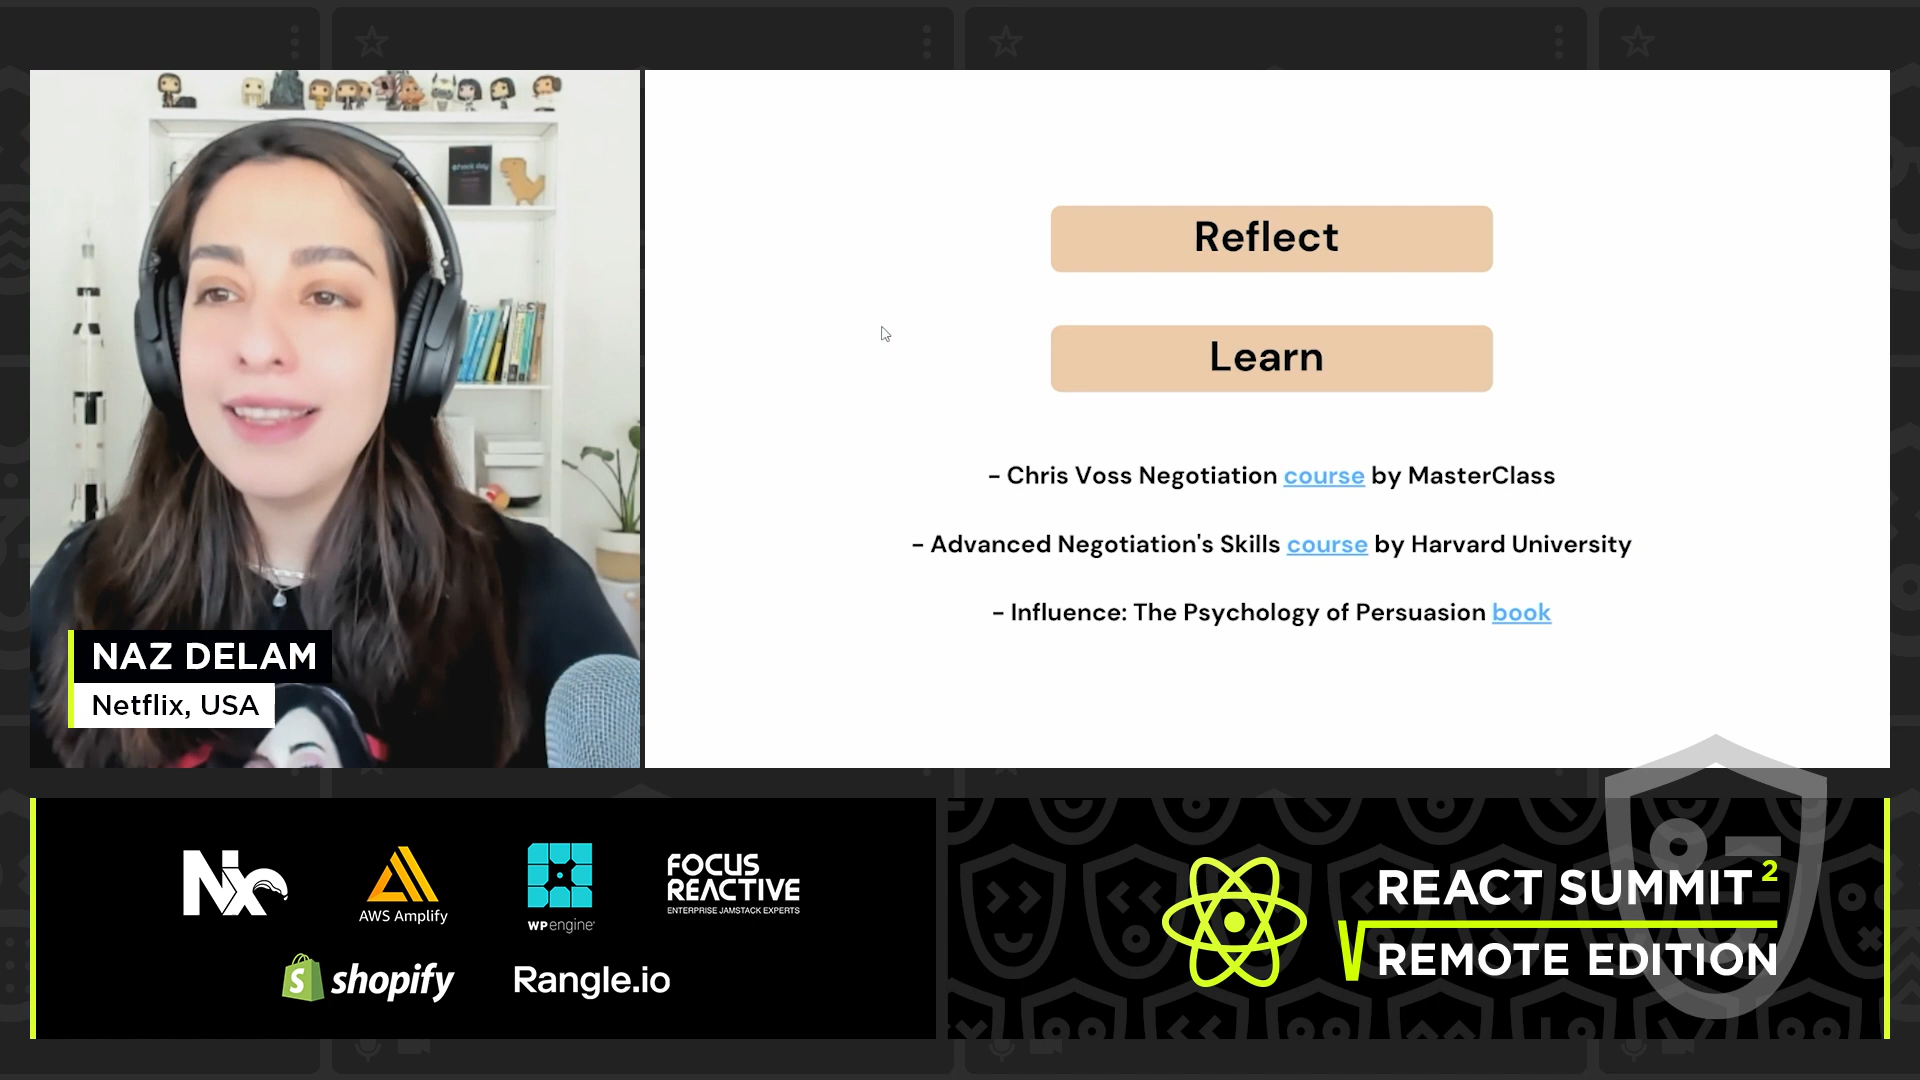 NAZ DELAM
Netflix, USA
Reflect
Learn
- Chris Voss Negotiation course by MasterClass
- Advanced Negotiation's Skills course by Harvard University
- Influence: The Psychology of Persuasion book
Nx
AWS Amplify
WP engine
FOCUS
REACTIVE
ENTERPRISE JAMSTACK EXPERTS
shopify
Rangle.io
REACT SUMMIT 2
REMOTE EDITION